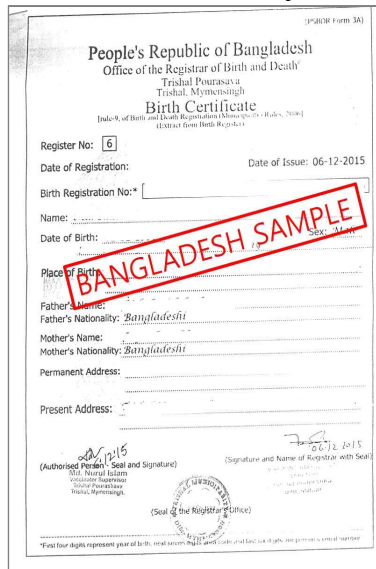 (PSBDR Form 3A)
People's Republic of Bangladesh
Office of the Registrar of Birth and Death
Trishal Pourasava
Trishal, Mymensingh
Birth Certificate
[rule-9, of Birth and Death Registration (Municipality) Rules, 2006]
(Extract from Birth Register)
Register No: 6
Date of Registration: Date of Issue: 06-12-2015
Birth Registration No:*
Name:
Date of Birth: Sex: Male
BANGLADESH SAMPLE
Place of Birth
Father's Name:
Father's Nationality: Bangladeshi
Mother's Name:
Mother's Nationality: Bangladeshi
Permanent Address:
Present Address:
06.12.2015
(Authorised Person - Seal and Signature) (Signature and Name of Registrar with Seal)
Md. Nurul Islam
Vaccinator Supervisor
Trishal Pourashava
Trishal, Mymensingh.
(Seal of the Registrar's Office)
*First four digits represent year of birth, next seven digits area code and last six digits are person's serial number